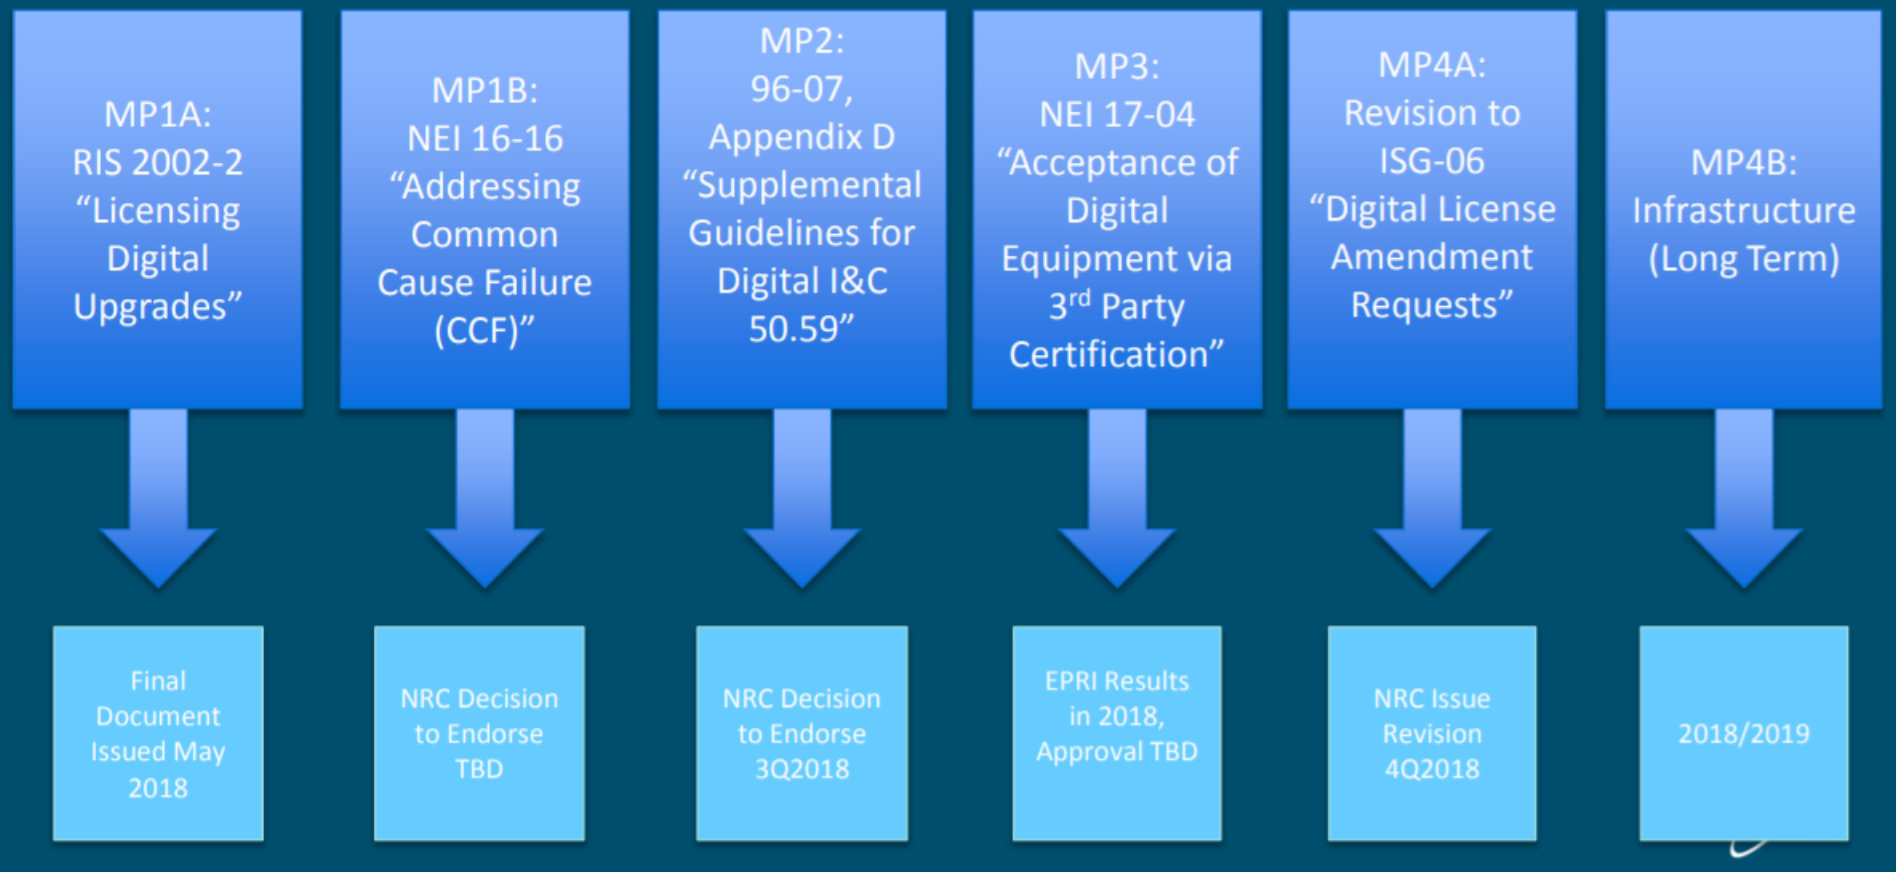 MP1A:
RIS 2002-2
“Licensing
Digital
Upgrades”
MP1B:
NEI 16-16
“Addressing
Common
Cause Failure
(CCF)”
MP2:
96-07,
Appendix D
“Supplemental
Guidelines for
Digital I&C
50.59”
MP3:
NEI 17-04
“Acceptance of
Digital
Equipment via
3rd Party
Certification”
MP4A:
Revision to
ISG-06
“Digital License
Amendment
Requests”
MP4B:
Infrastructure
(Long Term)
Final
Document
Issued May
2018
NRC Decision
to Endorse
TBD
NRC Decision
to Endorse
3Q2018
EPRI Results
in 2018,
Approval TBD
NRC Issue
Revision
4Q2018
2018/2019